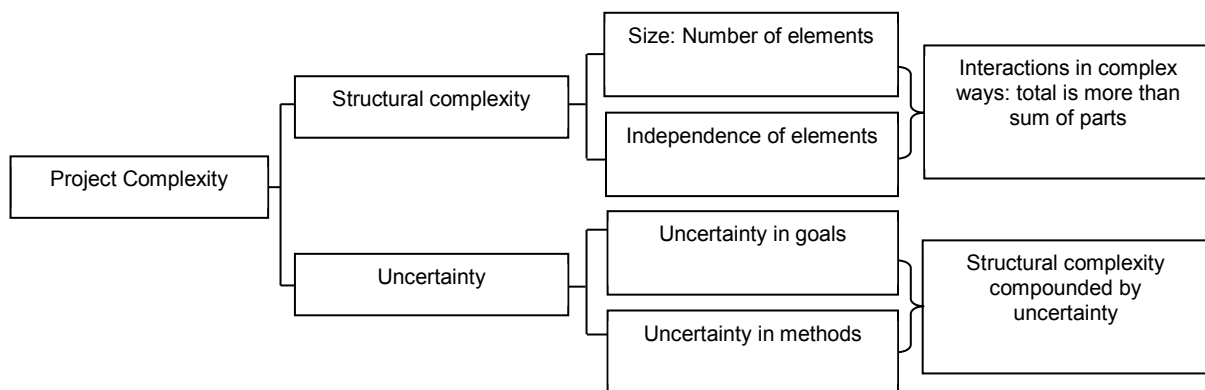 Project Complexity
Structural complexity
Size: Number of elements
Independence of elements
Interactions in complex
ways: total is more than
sum of parts
Uncertainty
Uncertainty in goals
Uncertainty in methods
Structural complexity
compounded by
uncertainty